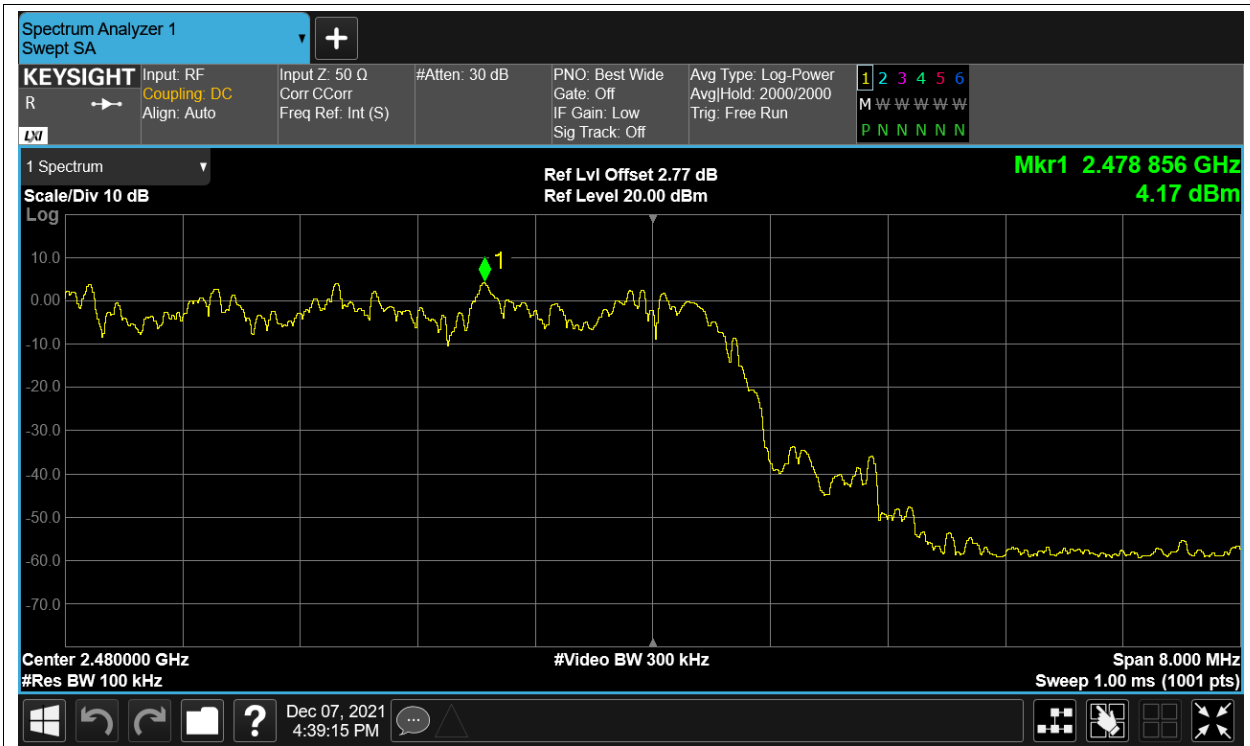 Spectrum Analyzer 1
Swept SA
KEYSIGHT
R
LXI
Input: RF
Coupling: DC
Align: Auto
Input Z: 50 Ω
Corr CCorr
Freq Ref: Int (S)
#Atten: 30 dB
PNO: Best Wide
Gate: Off
IF Gain: Low
Sig Track: Off
Avg Type: Log-Power
Avg|Hold: 2000/2000
Trig: Free Run
1 2 3 4 5 6
M W W W W W
P N N N N N
1 Spectrum
Scale/Div 10 dB
Log
Ref Lvl Offset 2.77 dB
Ref Level 20.00 dBm
Mkr1 2.478 856 GHz
4.17 dBm
1
10.0
0.00
-10.0
-20.0
-30.0
-40.0
-50.0
-60.0
-70.0
Center 2.480000 GHz
#Video BW 300 kHz
Span 8.000 MHz
#Res BW 100 kHz
Sweep 1.00 ms (1001 pts)
?
Dec 07, 2021
4:39:15 PM